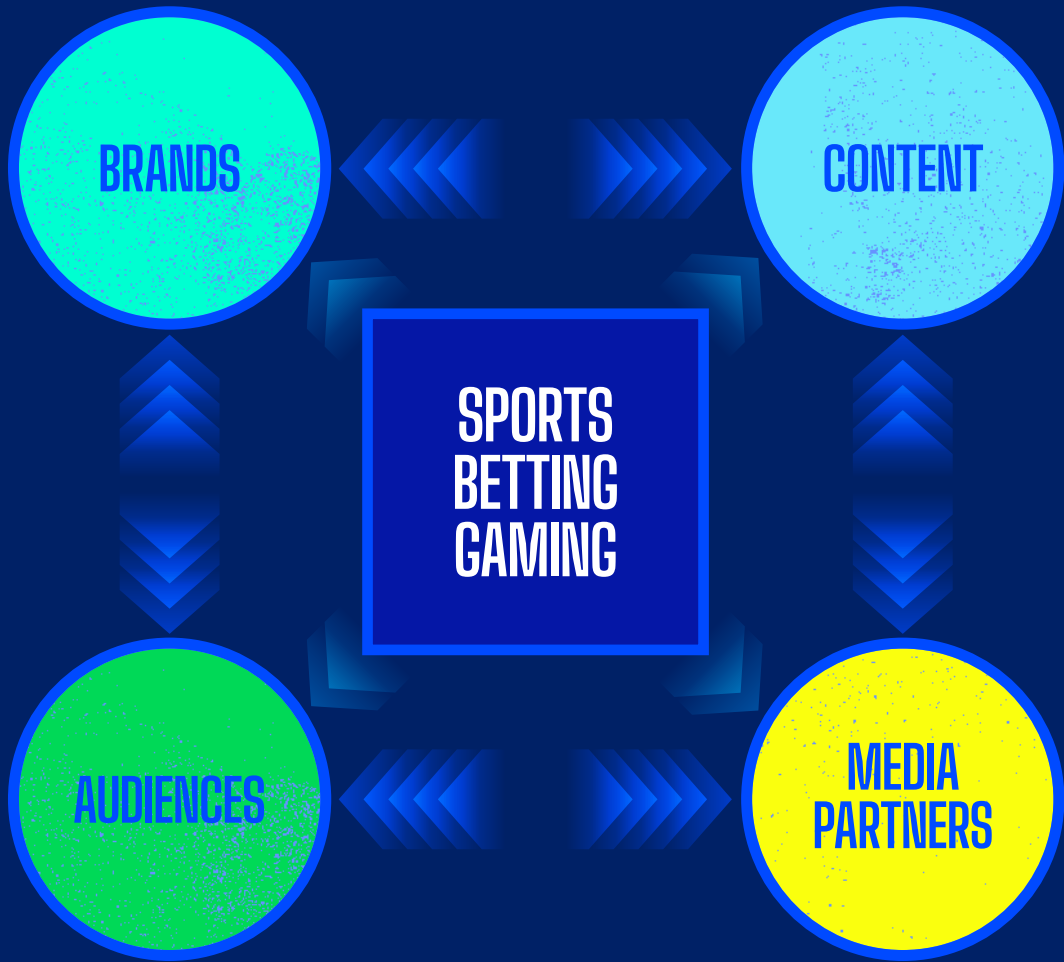 BRANDS
CONTENT
SPORTS
BETTING
GAMING
AUDIENCES
MEDIA
PARTNERS